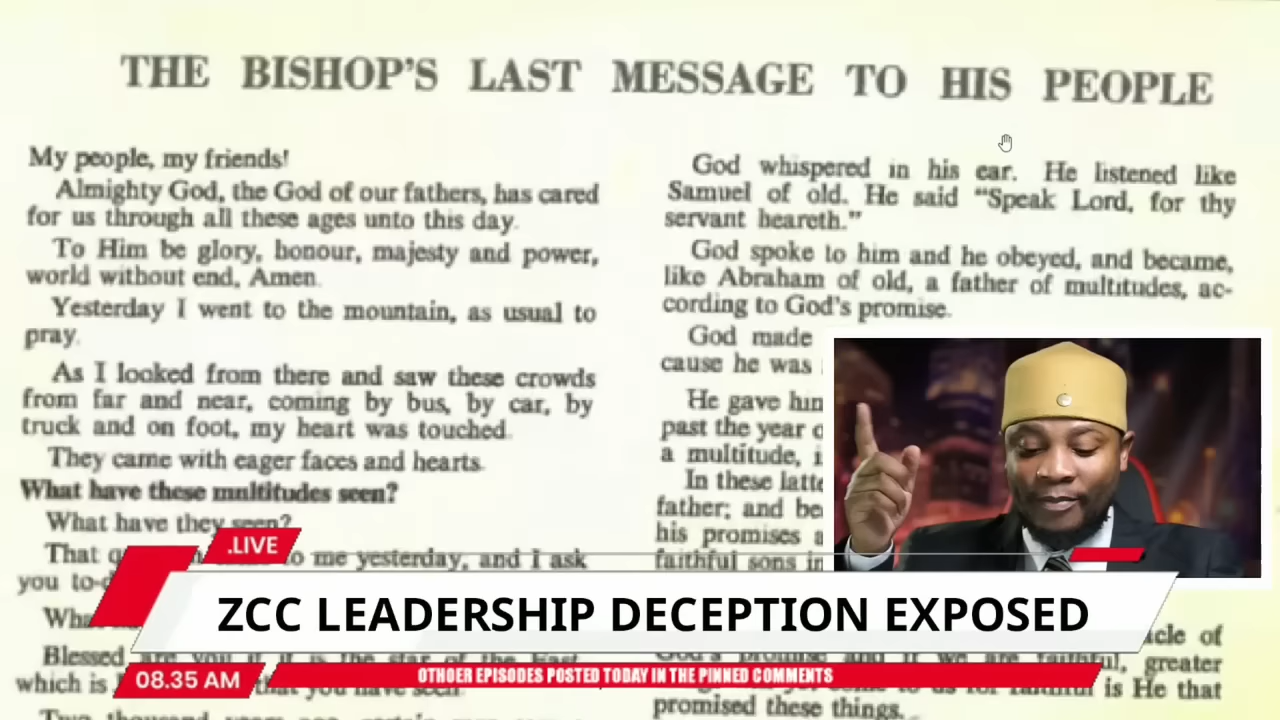 THE BISHOP'S LAST MESSAGE TO HIS PEOPLE
My people, my friends!
Almighty God, the God of our fathers, has cared
for us through all these ages unto this day.
To Him be glory, honour, majesty and power,
world without end, Amen.
Yesterday I went to the mountain, as usual to
pray.
As I looked from there and saw these crowds
from far and near, coming by bus, by car, by
truck and on foot, my heart was touched.
They came with eager faces and hearts.
What have these multitudes seen?
What have they seen?
That
to me yesterday, and I ask
you
Blessed are you if it is the star of the East
which is
that you have seen
God whispered in his ear. He listened like
Samuel of old. He said "Speak Lord, for thy
servant heareth."
God spoke to him and he obeyed, and became,
like Abraham of old, a father of multitudes, ac-
cording to God's promise.
God made
cause he was
He gave him
past the year
a multitude,
In these
father; and
his promises
faithful sons
of
God's promise and if we are faithful, greater
is He that
promised these things.
.LIVE
ZCC LEADERSHIP DECEPTION EXPOSED
08.35 AM
OTHOER EPISODES POSTED TODAY IN THE PINNED COMMENTS